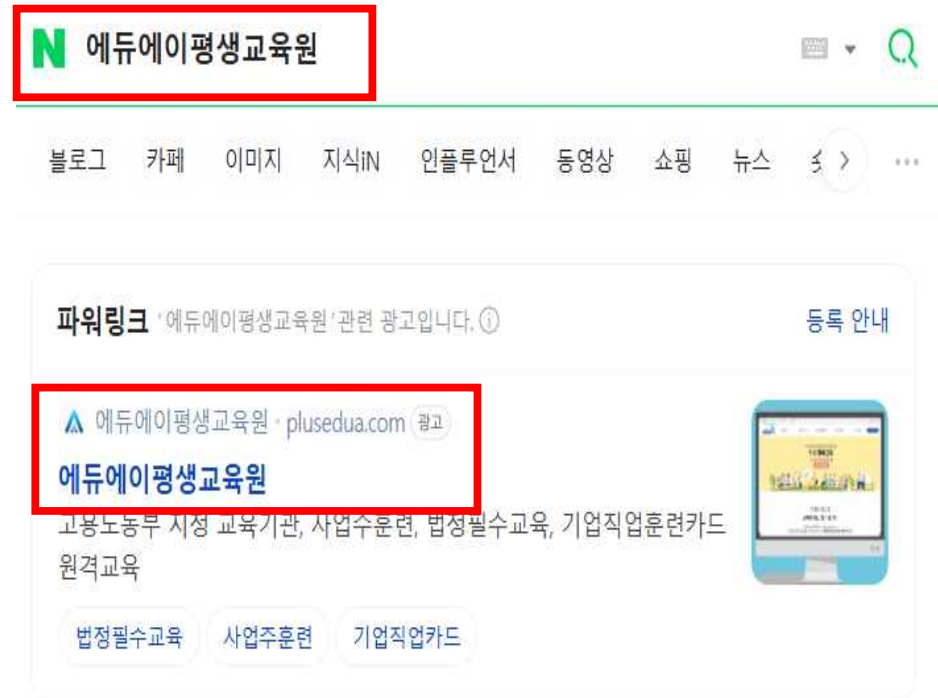 N 에듀에이평생교육원
블로그 카페 이미지 지식iN 인플루언서 동영상 쇼핑 뉴스
파워링크 '에듀에이평생교육원'관련 광고입니다. 등록 안내
에듀에이평생교육원 · plusedua.com 광고
에듀에이평생교육원
고용노동부 지정 교육기관, 사업주훈련, 법정필수교육, 기업직업훈련카드
원격교육
법정필수교육 사업주훈련 기업직업카드